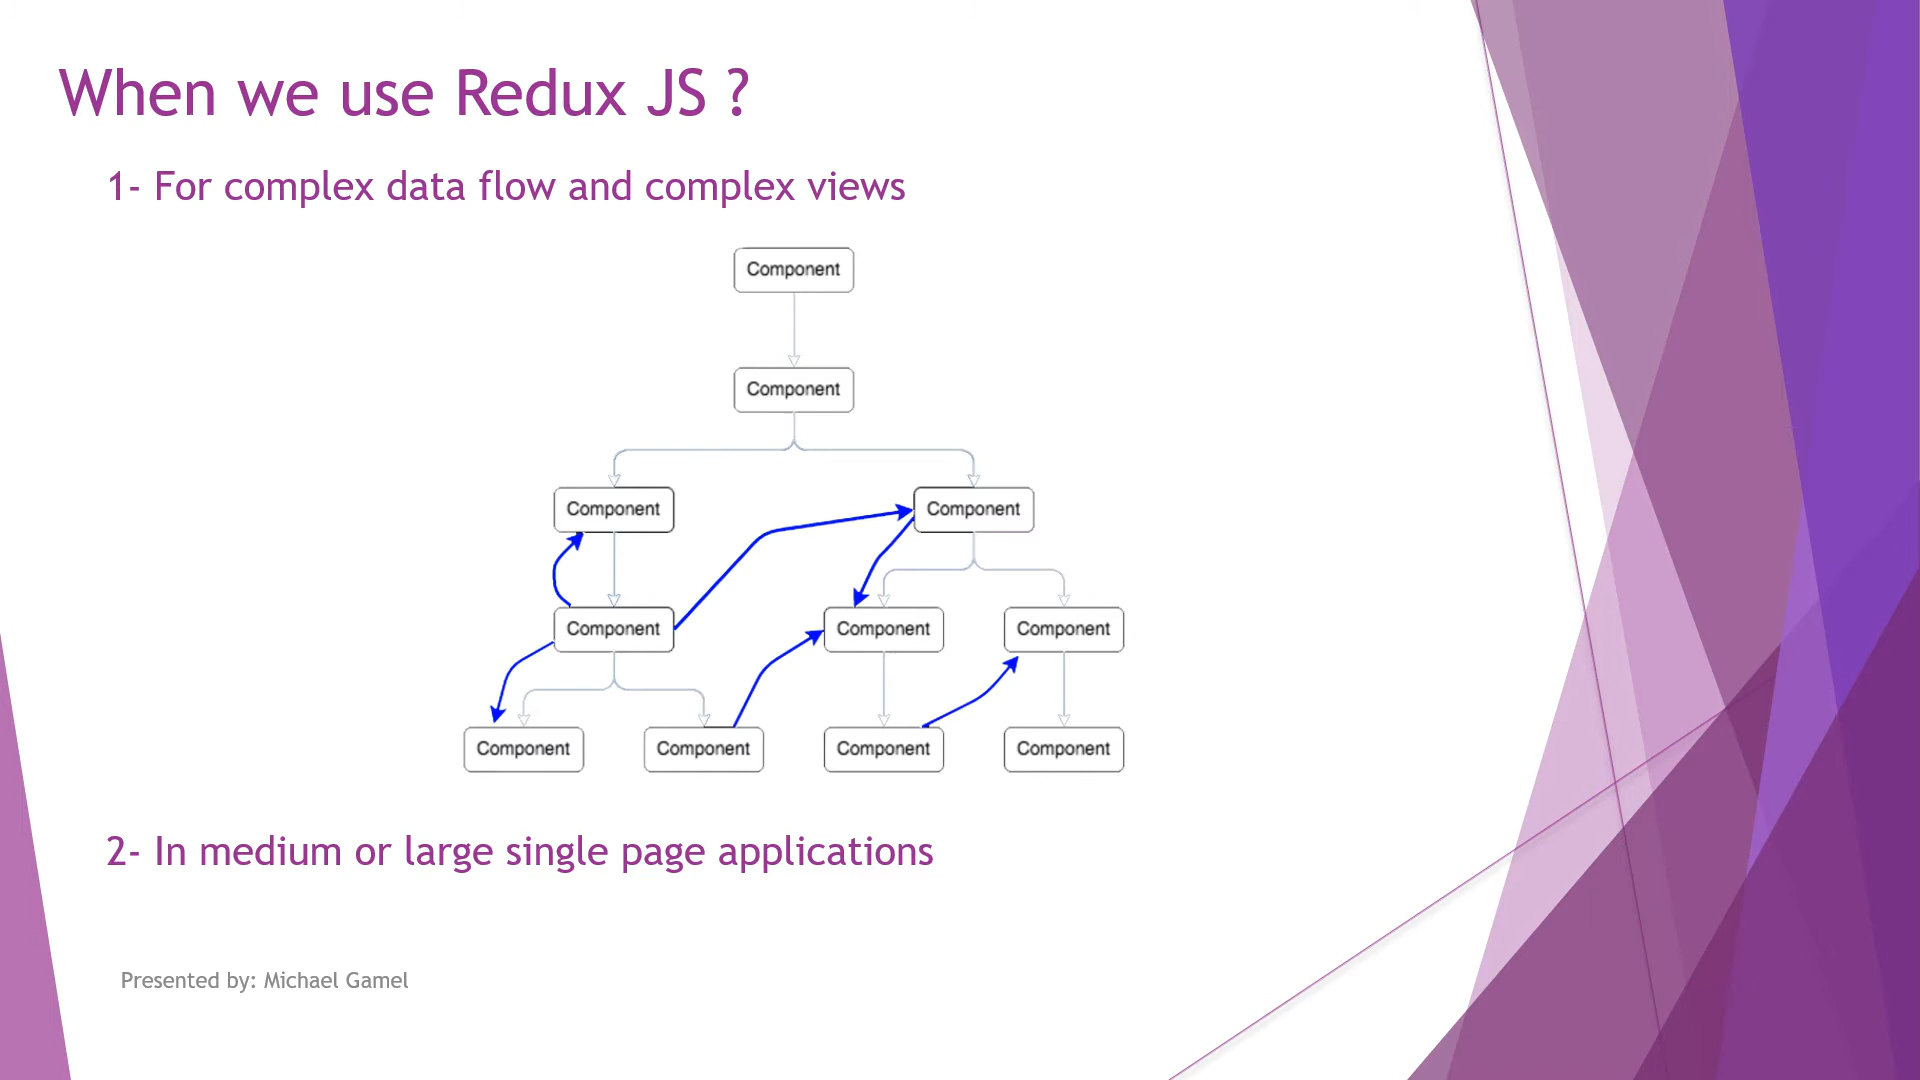 When we use Redux JS ?
1- For complex data flow and complex views
Component
Component
Component
Component
Component
Component
Component
Component
Component
Component
Component
2- In medium or large single page applications
Presented by: Michael Gamel